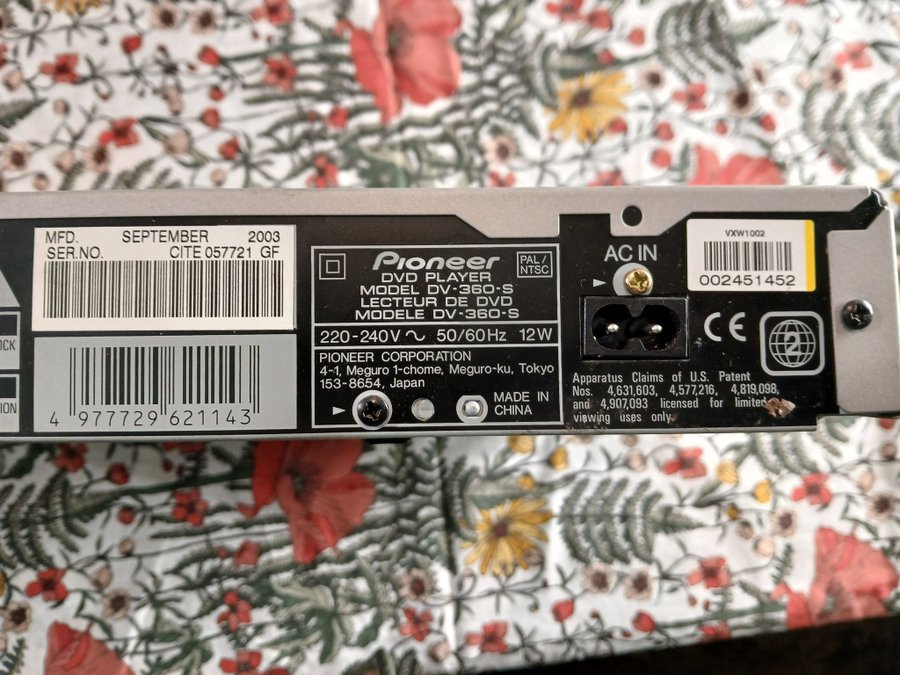 MFD. SEPTEMBER 2003
SER.NO. CITE 057721 GF
4 977729 621143
OCK
ION
Pioneer
PAL /
NTSC
DVD PLAYER
MODEL DV-360-S
LECTEUR DE DVD
MODELE DV-360-S
220-240V ~ 50/60Hz 12W
PIONEER CORPORATION
4-1, Meguro 1-chome, Meguro-ku, Tokyo
153-8654, Japan
MADE IN
CHINA
AC IN
VXW1002
002451452
CE
2
Apparatus Claims of U.S. Patent
Nos. 4,631,603, 4,577,216, 4,819,098,
and 4,907,093 licensed for limited
viewing uses only.